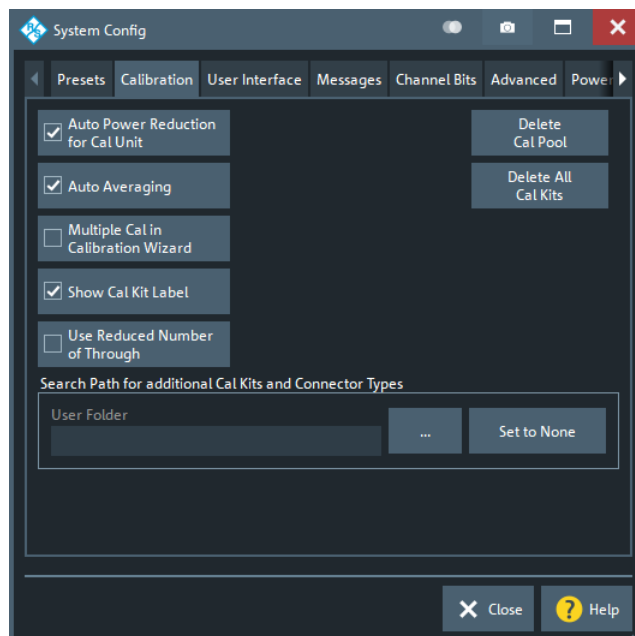 System Config
Presets
Calibration
User Interface
Messages
Channel Bits
Advanced
Power
Auto Power Reduction
for Cal Unit
Delete
Cal Pool
Auto Averaging
Delete All
Cal Kits
Multiple Cal in
Calibration Wizard
Show Cal Kit Label
Use Reduced Number
of Through
Search Path for additional Cal Kits and Connector Types
User Folder
...
Set to None
Close
? Help